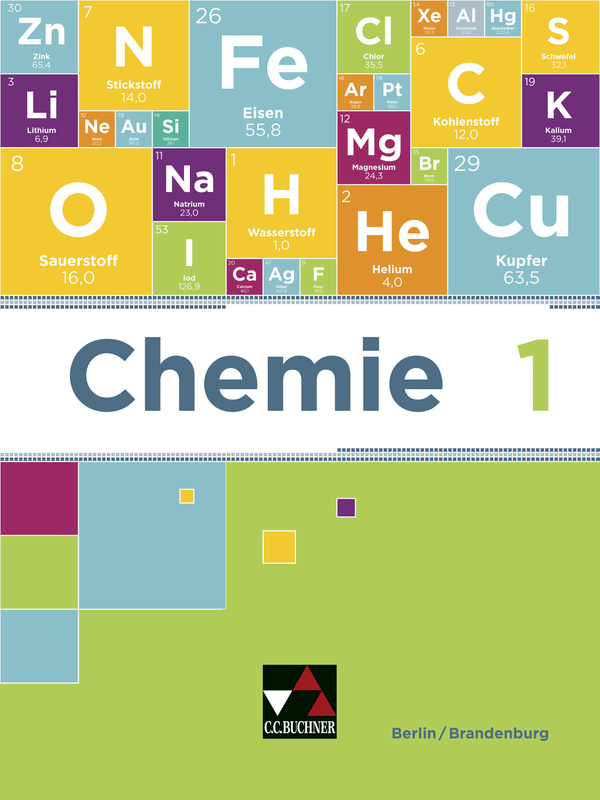 30
Zn
Zink
65,4
7
N
Stickstoff
14,0
26
Fe
Eisen
55,8
17
Cl
Chlor
35,5
54
Xe
Xenon
131,3
13
Al
Aluminium
27,0
80
Hg
Quecksilber
200,6
16
S
Schwefel
32,1
3
Li
Lithium
6,9
10
Ne
Neon
20,2
79
Au
Gold
197,0
14
Si
Silicium
28,1
18
Ar
Argon
39,9
78
Pt
Platin
195,1
6
C
Kohlenstoff
12,0
19
K
Kalium
39,1
12
Mg
Magnesium
24,3
8
O
Sauerstoff
16,0
11
Na
Natrium
23,0
1
H
Wasserstoff
1,0
35
Br
Brom
79,9
29
Cu
Kupfer
63,5
2
He
Helium
4,0
53
I
Iod
126,9
20
Ca
Calcium
40,1
47
Ag
Silber
107,9
9
F
Fluor
19,0
Chemie 1
C.C.BUCHNER
Berlin/Brandenburg